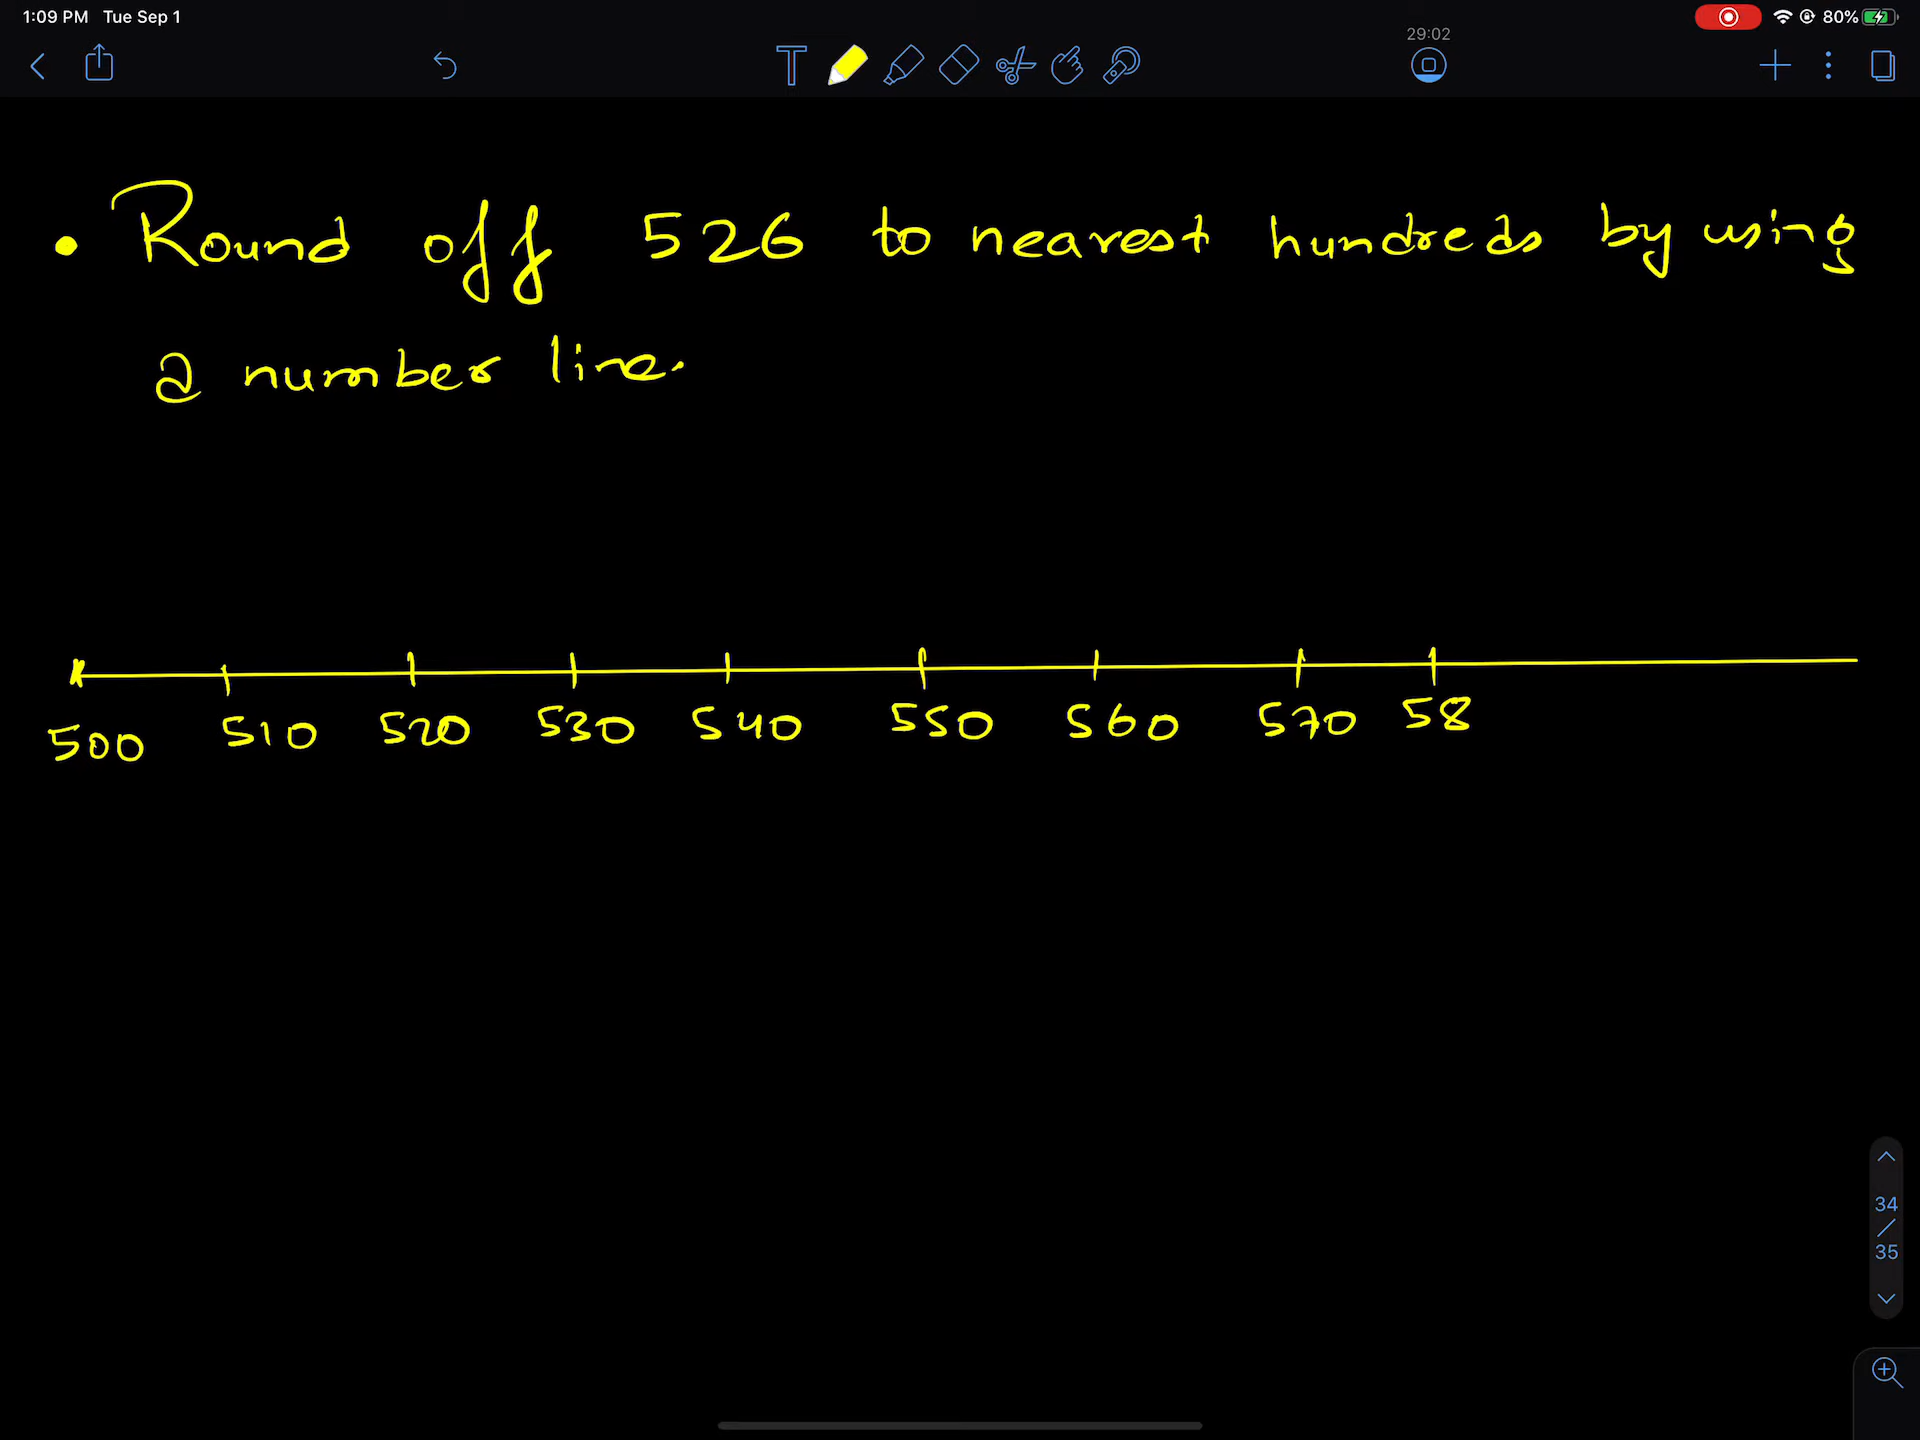 1:09 PM Tue Sep 1
80%
29:02
T
• Round off 526 to nearest hundreds by using
a number line.
500 510 520 530 540 550 560 570 58
34
/
35